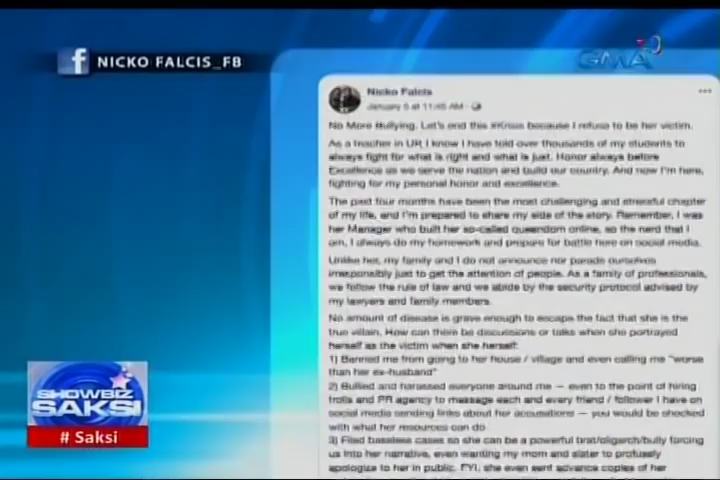 f NICKO FALCIS_FB
GMA
Nicko Falcis
January 5 at 11:45 AM
No More Bullying. Let's end this #Krisis because I refuse to be her victim.
As a teacher in UP, I know I have told over thousands of my students to
always fight for what is right and what is just. Honor always before
Excellence as we serve the nation and build our country. And now I'm here,
fighting for my personal honor and excellence.
The past four months have been the most challenging and stressful chapter
of my life, and I'm prepared to share my side of the story. Remember, I was
her Manager who built her so-called queendom online, so the nerd that I
am, I always do my homework and prepare for battle here on social media.
Unlike her, my family and I do not announce nor parade ourselves
irresponsibly just to get the attention of people. As a family of professionals,
we follow the rule of law and we abide by the security protocol advised by
my lawyers and family members.
No amount of disease is grave enough to escape the fact that she is the
true villain. How can there be discussions or talks when she portrayed
herself as the victim when she herself:
1) Banned me from going to her house / village and even calling me "worse
than her ex-husband"
2) Bullied and harassed everyone around me — even to the point of hiring
trolls and PR agency to message each and every friend / follower I have on
social media sending links about her accusations — you would be shocked
with what her resources can do
3) Filed baseless cases so she can be a powerful brat/oligarch/bully forcing
us into her narrative, even wanting my mom and sister to profusely
apologize to her in public. FYI, she even sent advance copies of her
SHOWBIZ
SAKSI
# Saksi